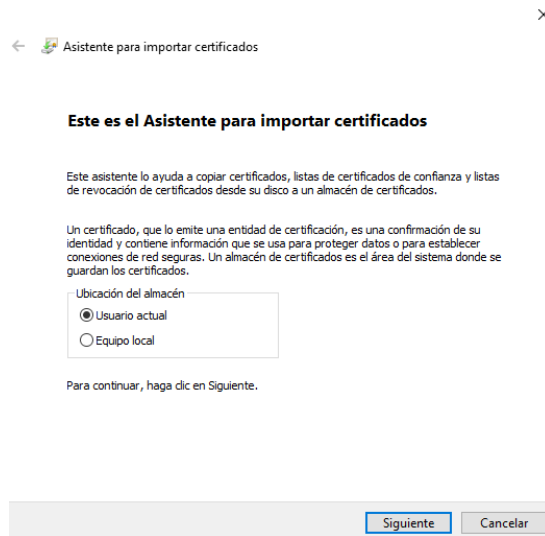 Asistente para importar certificados
Este es el Asistente para importar certificados
Este asistente lo ayuda a copiar certificados, listas de certificados de confianza y listas
de revocación de certificados desde su disco a un almacén de certificados.
Un certificado, que lo emite una entidad de certificación, es una confirmación de su
identidad y contiene información que se usa para proteger datos o para establecer
conexiones de red seguras. Un almacén de certificados es el área del sistema donde se
guardan los certificados.
Ubicación del almacén
Usuario actual
Equipo local
Para continuar, haga clic en Siguiente.
Siguiente Cancelar